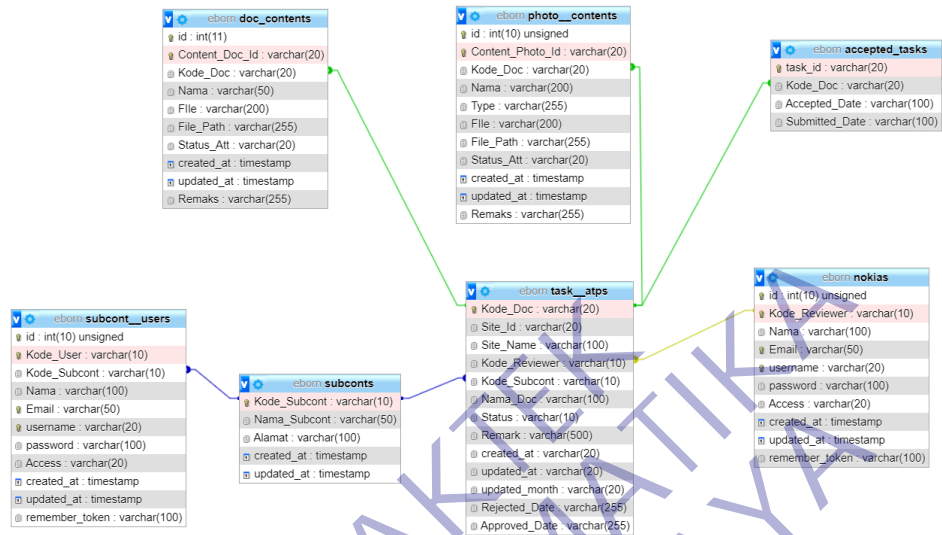 v eborn doc_contents
id : int(11)
Content_Doc_Id : varchar(20)
Kode_Doc : varchar(20)
Nama : varchar(50)
FIle : varchar(200)
File_Path : varchar(255)
Status_Att : varchar(20)
created_at : timestamp
updated_at : timestamp
Remaks : varchar(255)
v eborn photo__contents
id : int(10) unsigned
Content_Photo_Id : varchar(20)
Kode_Doc : varchar(20)
Nama : varchar(200)
Type : varchar(255)
FIle : varchar(200)
File_Path : varchar(255)
Status_Att : varchar(20)
created_at : timestamp
updated_at : timestamp
Remaks : varchar(255)
v eborn accepted_tasks
task_id : varchar(20)
Kode_Doc : varchar(20)
Accepted_Date : varchar(100)
Submitted_Date : varchar(100)
v eborn subcont__users
id : int(10) unsigned
Kode_User : varchar(10)
Kode_Subcont : varchar(10)
Nama : varchar(100)
Email : varchar(50)
username : varchar(20)
password : varchar(100)
Access : varchar(20)
created_at : timestamp
updated_at : timestamp
remember_token : varchar(100)
v eborn subconts
Kode_Subcont : varchar(10)
Nama_Subcont : varchar(50)
Alamat : varchar(100)
created_at : timestamp
updated_at : timestamp
v eborn task__atps
Kode_Doc : varchar(20)
Site_Id : varchar(20)
Site_Name : varchar(100)
Kode_Reviewer : varchar(10)
Kode_Subcont : varchar(10)
Nama_Doc : varchar(100)
Status : varchar(10)
Remark : varchar(500)
created_at : varchar(20)
updated_at : varchar(20)
updated_month : varchar(20)
Rejected_Date : varchar(255)
Approved_Date : varchar(255)
v eborn nokias
id : int(10) unsigned
Kode_Reviewer : varchar(10)
Nama : varchar(100)
Email : varchar(50)
username : varchar(20)
password : varchar(100)
Access : varchar(20)
created_at : timestamp
updated_at : timestamp
remember_token : varchar(100)